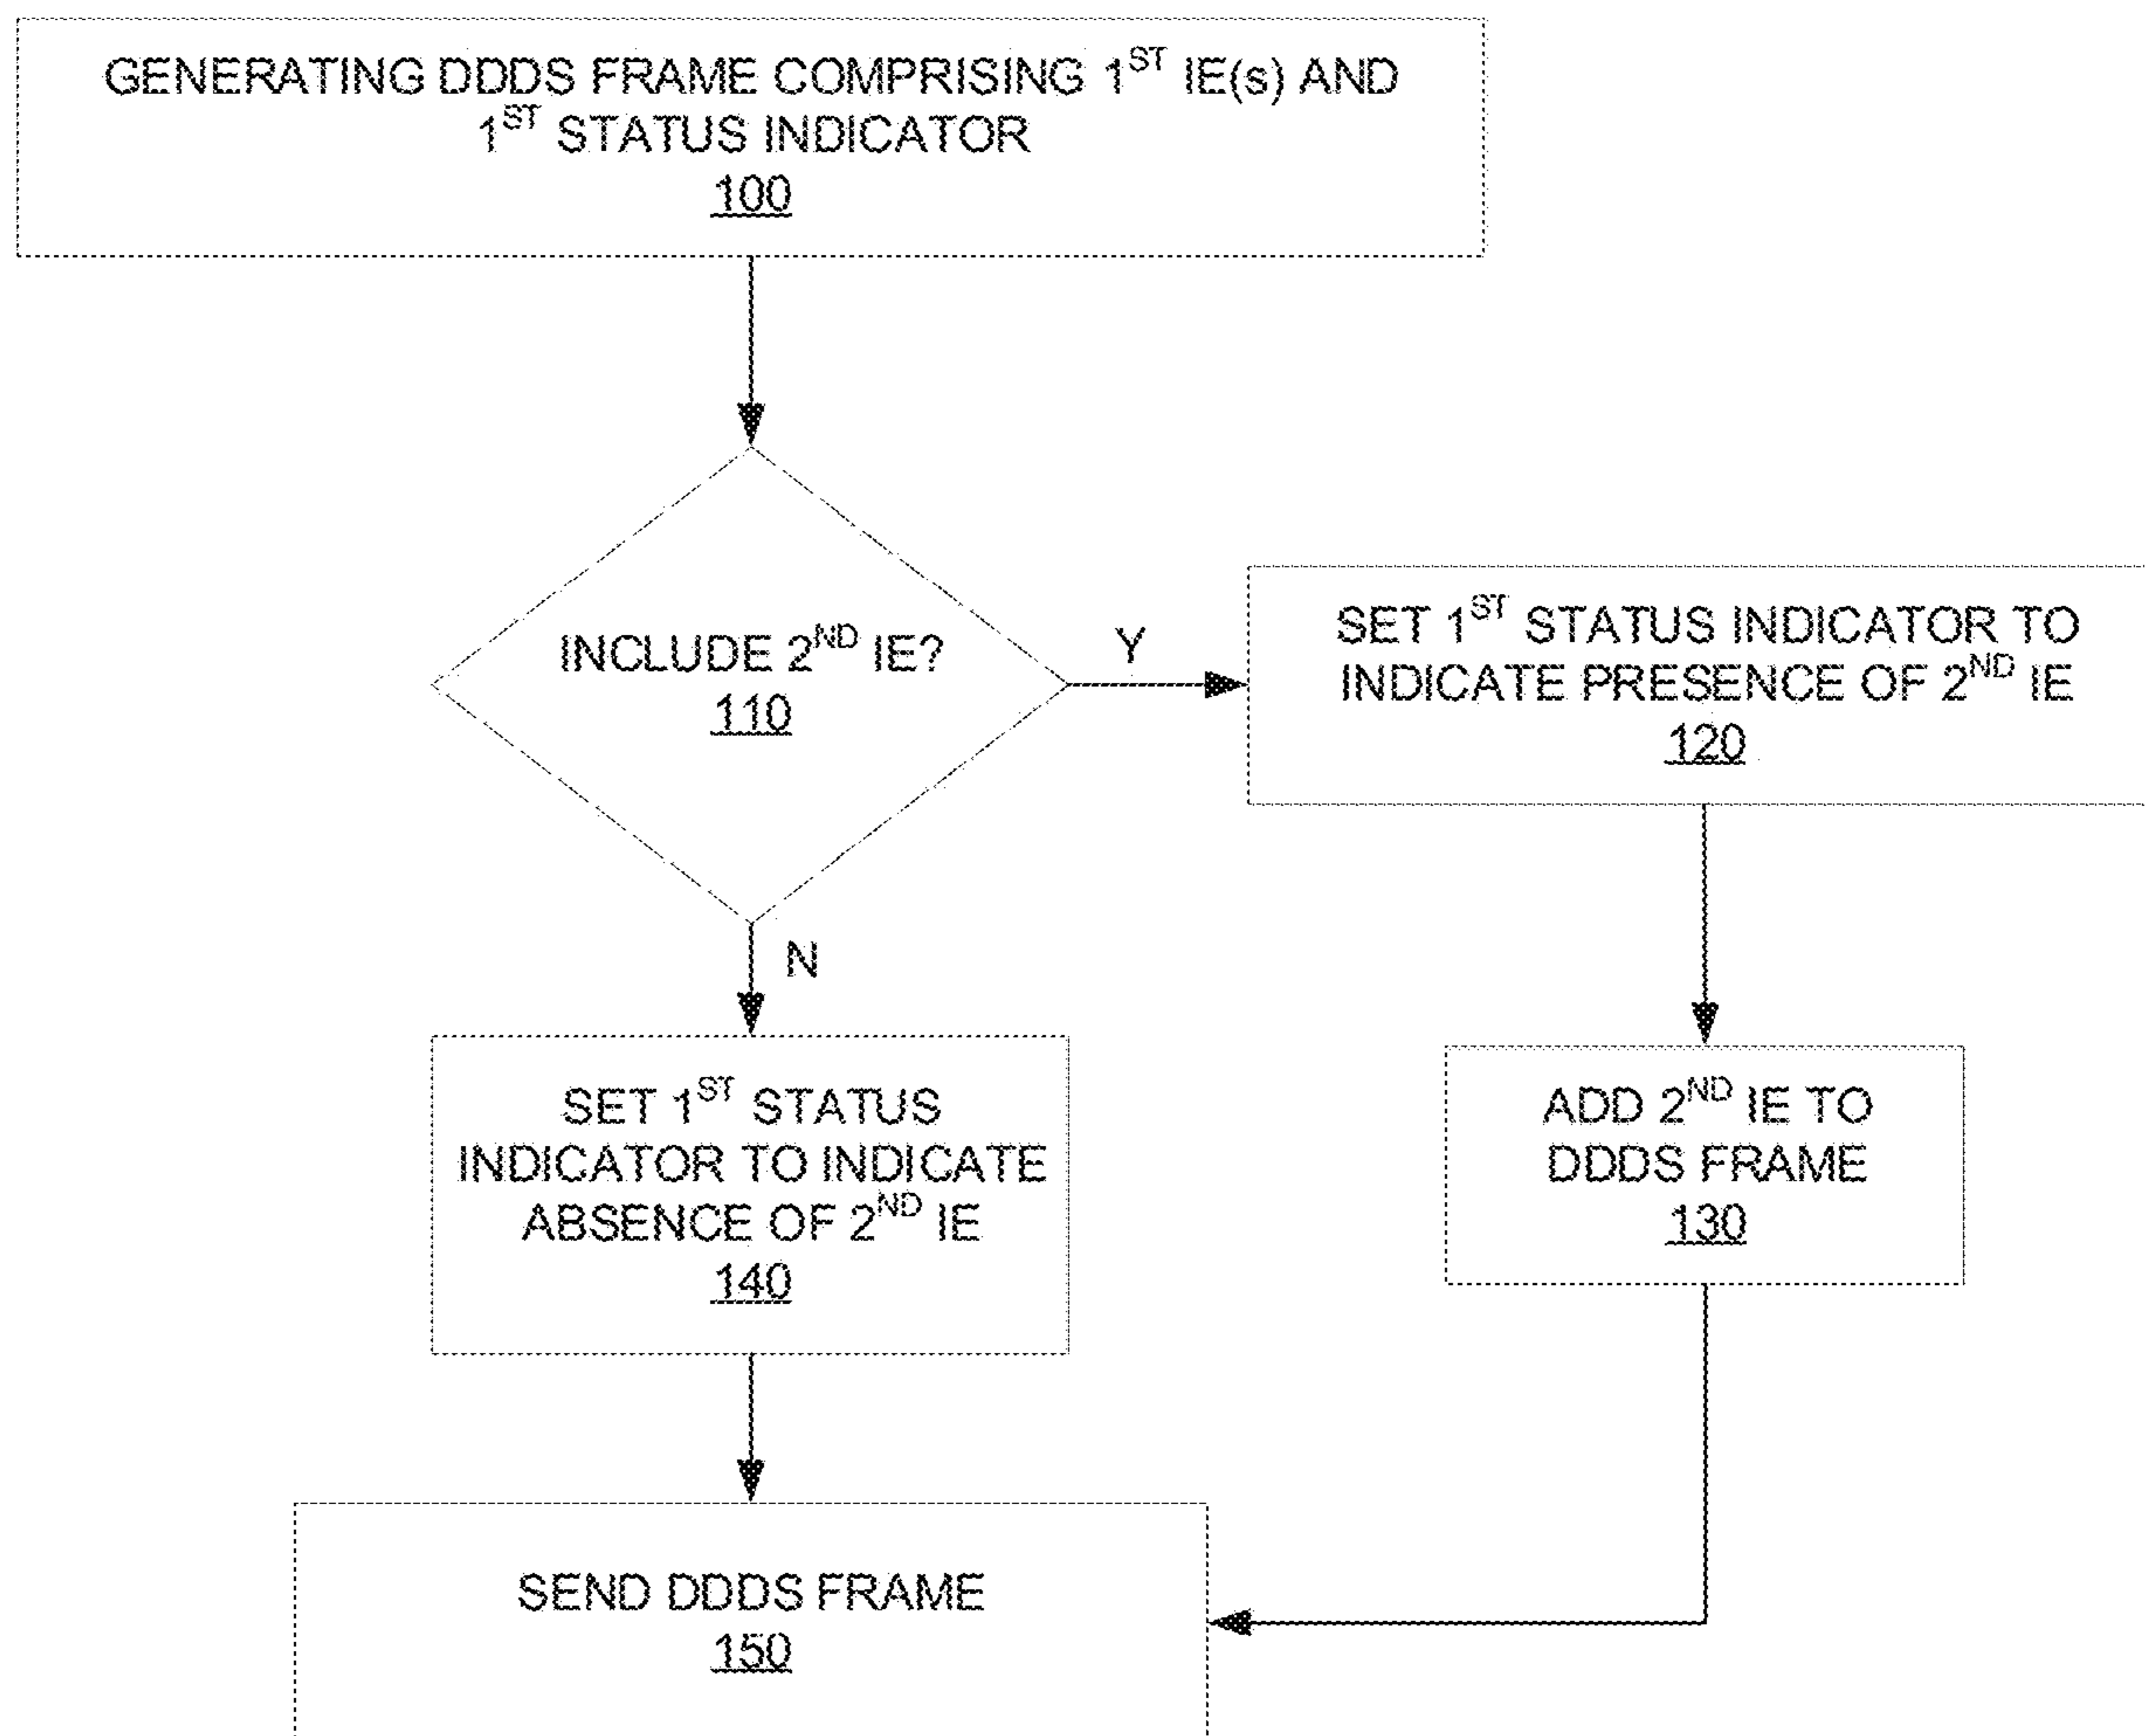 GENERATING DDDS FRAME COMPRISING 1ST IE(s) AND
1ST STATUS INDICATOR
100
INCLUDE 2ND IE?
110
Y
SET 1ST STATUS INDICATOR TO
INDICATE PRESENCE OF 2ND IE
120
N
SET 1ST STATUS
INDICATOR TO INDICATE
ABSENCE OF 2ND IE
140
ADD 2ND IE TO
DDDS FRAME
130
SEND DDDS FRAME
150